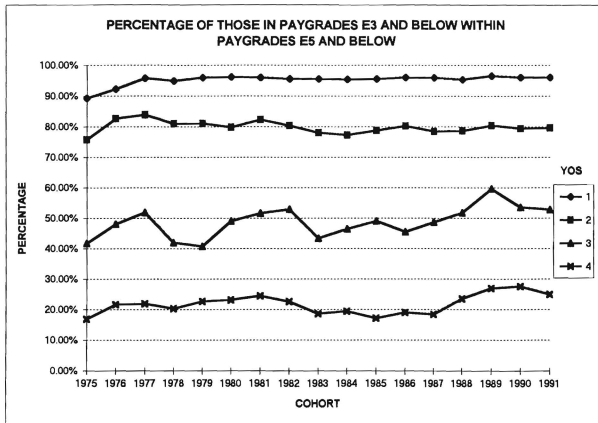 PERCENTAGE OF THOSE IN PAYGRADES E3 AND BELOW WITHIN
PAYGRADES E5 AND BELOW
100.00%
90.00%
80.00%
70.00%
60.00%
50.00%
40.00%
30.00%
20.00%
10.00%
0.00%
PERCENTAGE
1975 1976 1977 1978 1979 1980 1981 1982 1983 1984 1985 1986 1987 1988 1989 1990 1991
COHORT
YOS
1
2
3
4